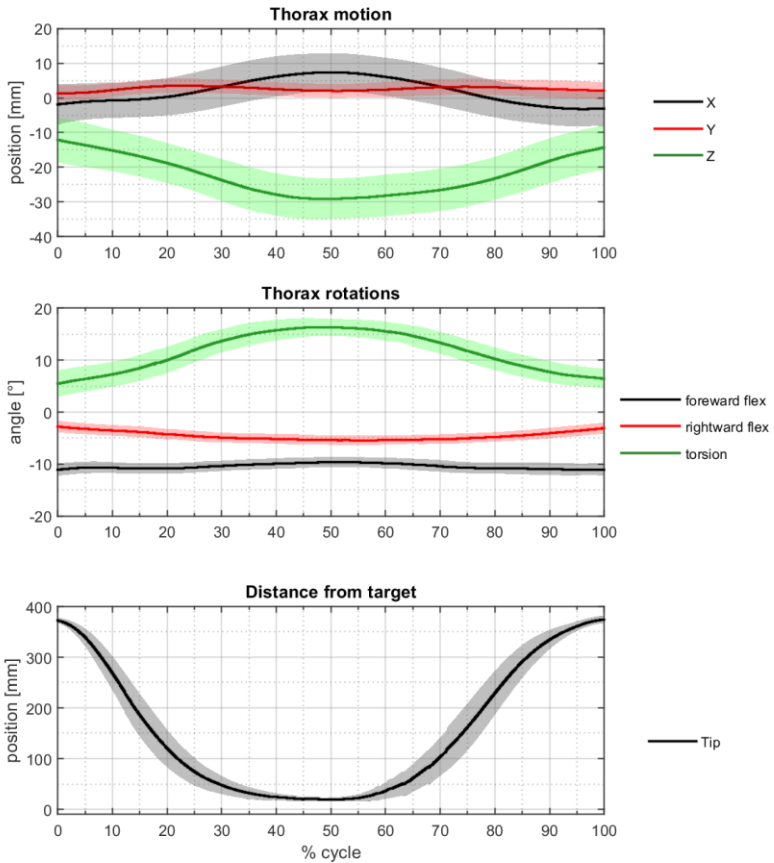 Thorax motion
20
10
0
-10
-20
-30
-40
position [mm]
0 10 20 30 40 50 60 70 80 90 100
X
Y
Z
Thorax rotations
20
10
0
-10
-20
angle [°]
0 10 20 30 40 50 60 70 80 90 100
foreward flex
rightward flex
torsion
Distance from target
400
300
200
100
0
position [mm]
0 10 20 30 40 50 60 70 80 90 100
% cycle
Tip